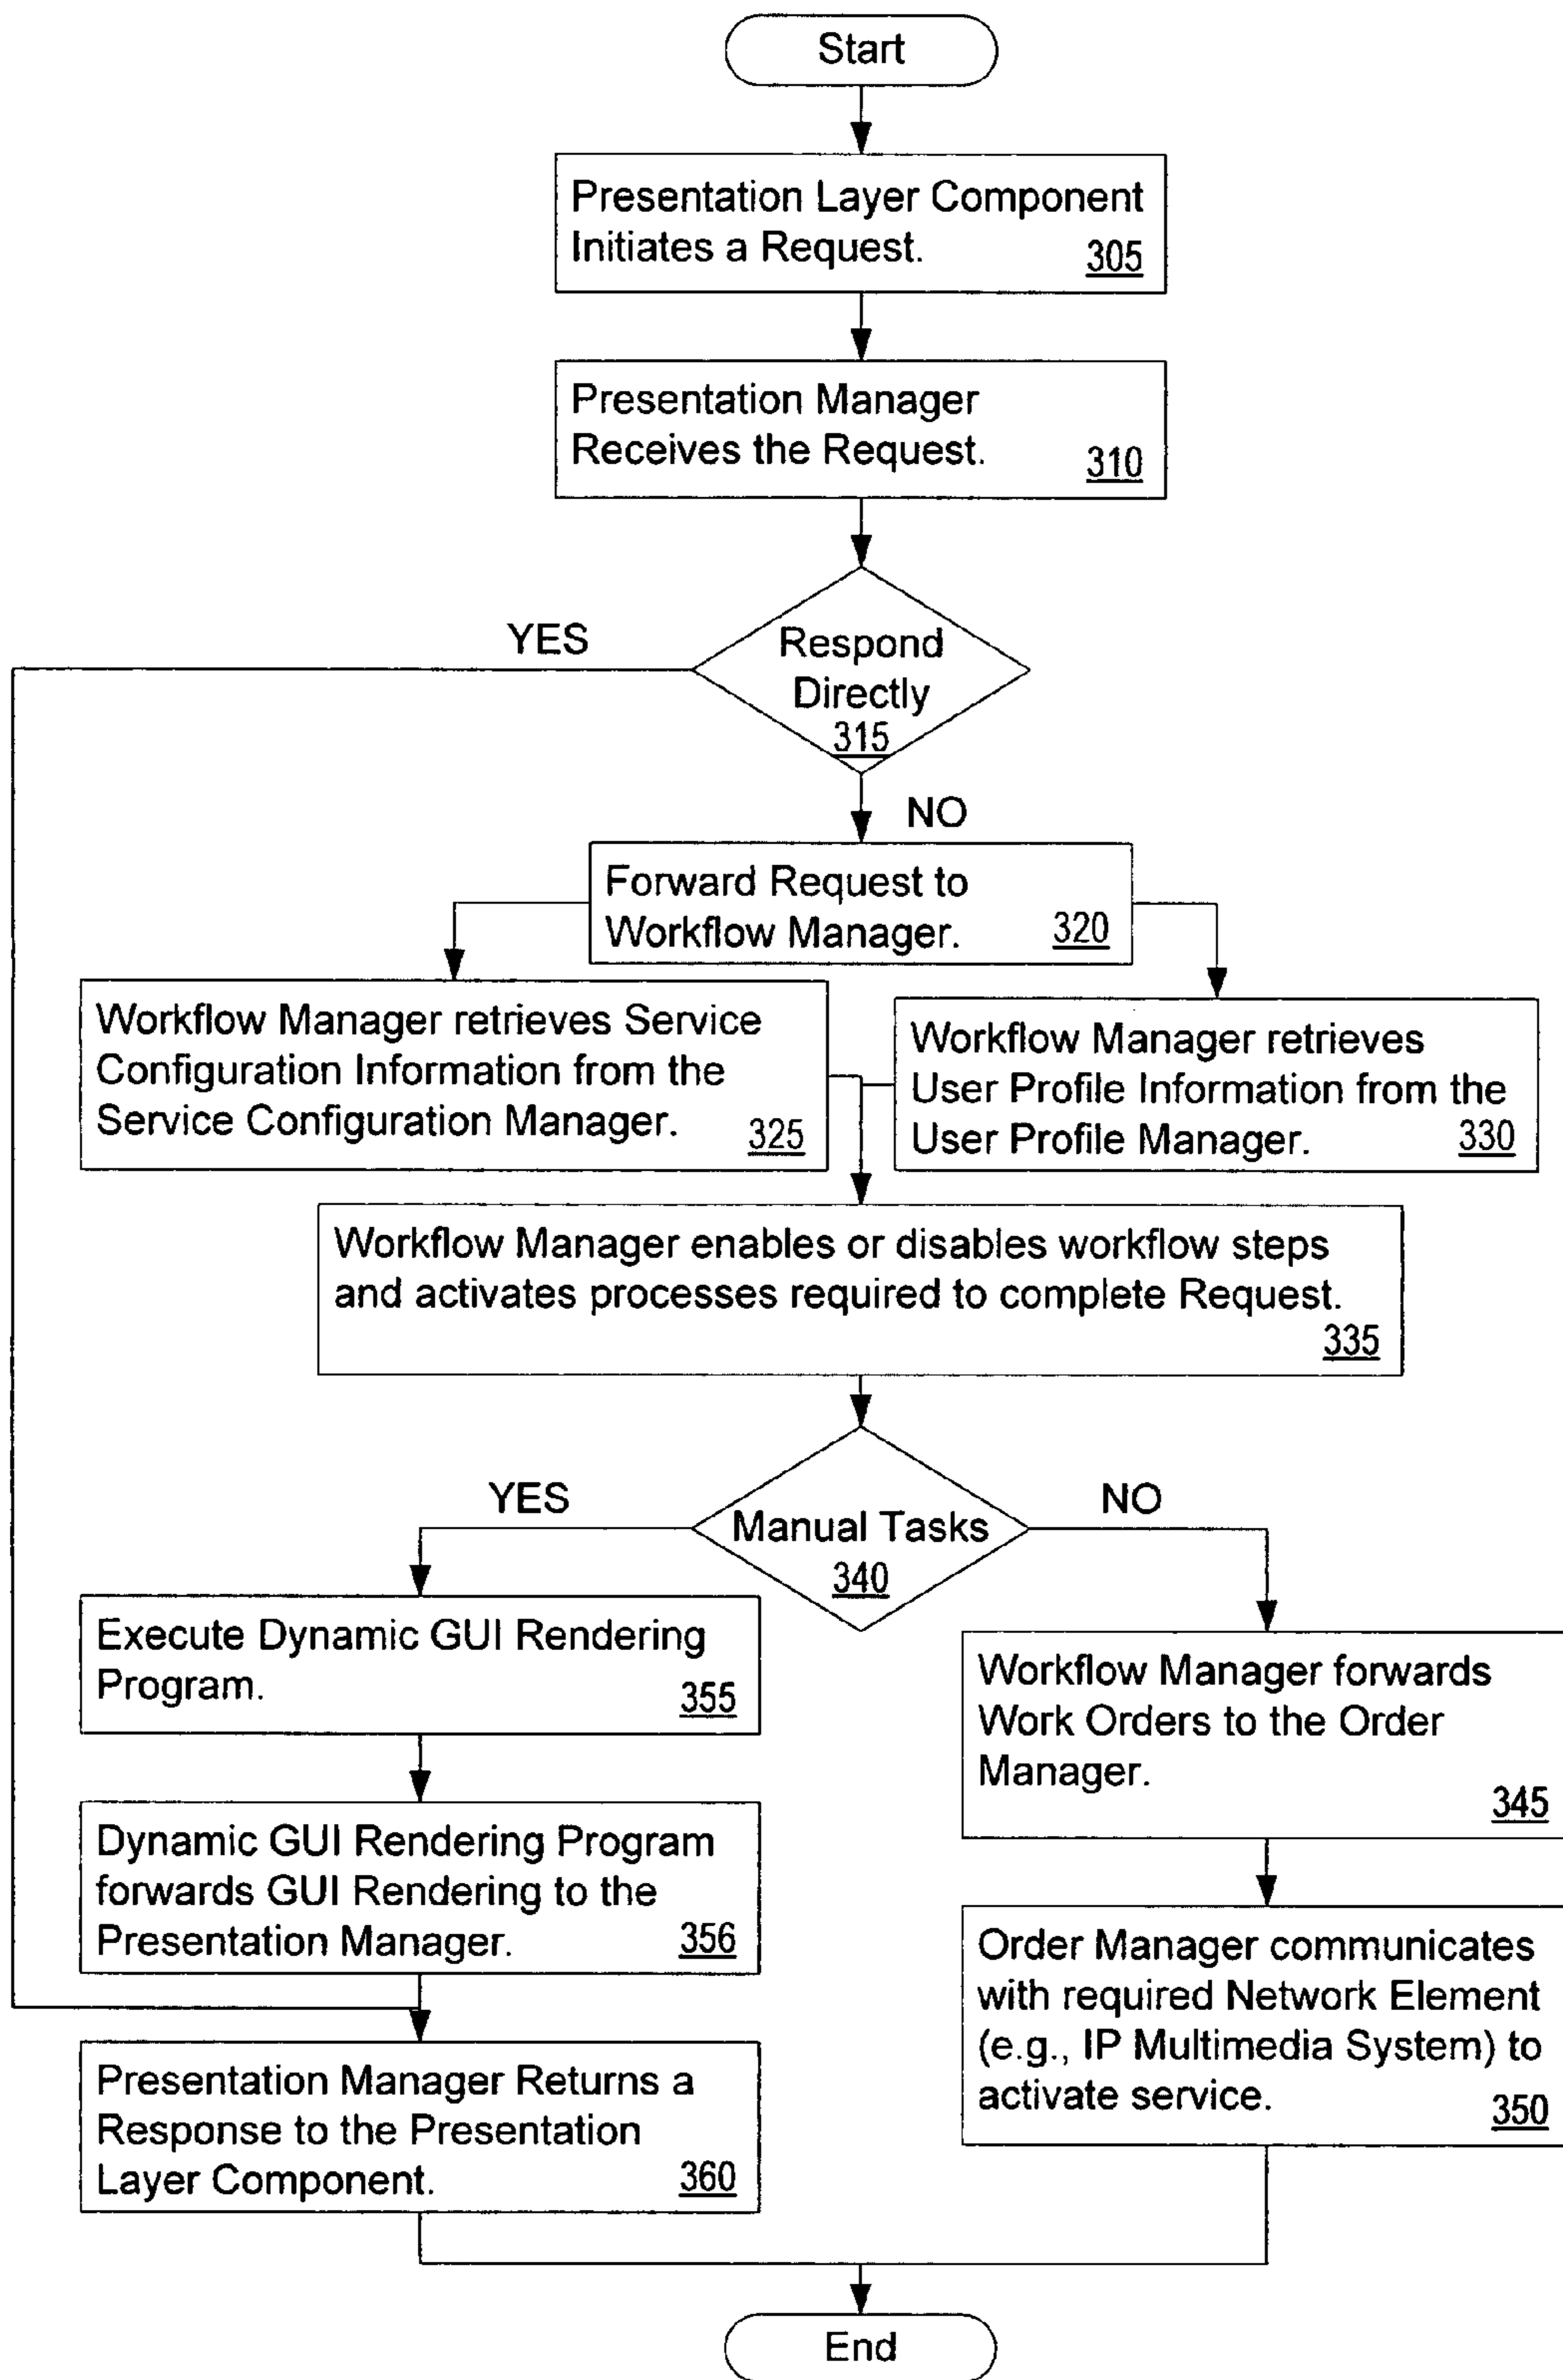 Start
Presentation Layer Component
Initiates a Request. 305
Presentation Manager
Receives the Request. 310
YES
Respond
Directly
315
NO
Forward Request to
Workflow Manager. 320
Workflow Manager retrieves Service
Configuration Information from the
Service Configuration Manager. 325
Workflow Manager retrieves
User Profile Information from the
User Profile Manager. 330
Workflow Manager enables or disables workflow steps
and activates processes required to complete Request.
335
YES
Manual Tasks
340
NO
Execute Dynamic GUI Rendering
Program. 355
Workflow Manager forwards
Work Orders to the Order
Manager.
345
Dynamic GUI Rendering Program
forwards GUI Rendering to the
Presentation Manager. 356
Order Manager communicates
with required Network Element
(e.g., IP Multimedia System) to
activate service. 350
Presentation Manager Returns a
Response to the Presentation
Layer Component. 360
End